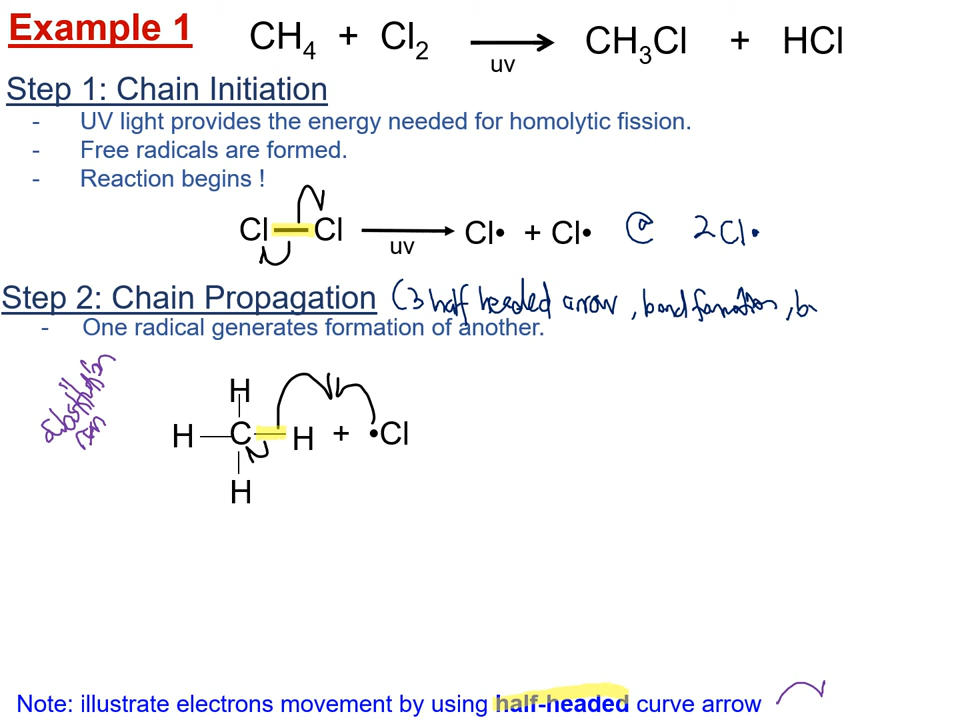 Example 1
CH4 + Cl2 → CH3Cl + HCl
uv
Step 1: Chain Initiation
- UV light provides the energy needed for homolytic fission.
- Free radicals are formed.
- Reaction begins !
Cl—Cl → Cl• + Cl• @ 2Cl•
uv
Step 2: Chain Propagation (3 half headed arrow, bond formation, b
- One radical generates formation of another.
H
H—C—H + •Cl
H
Note: illustrate electrons movement by using half-headed curve arrow